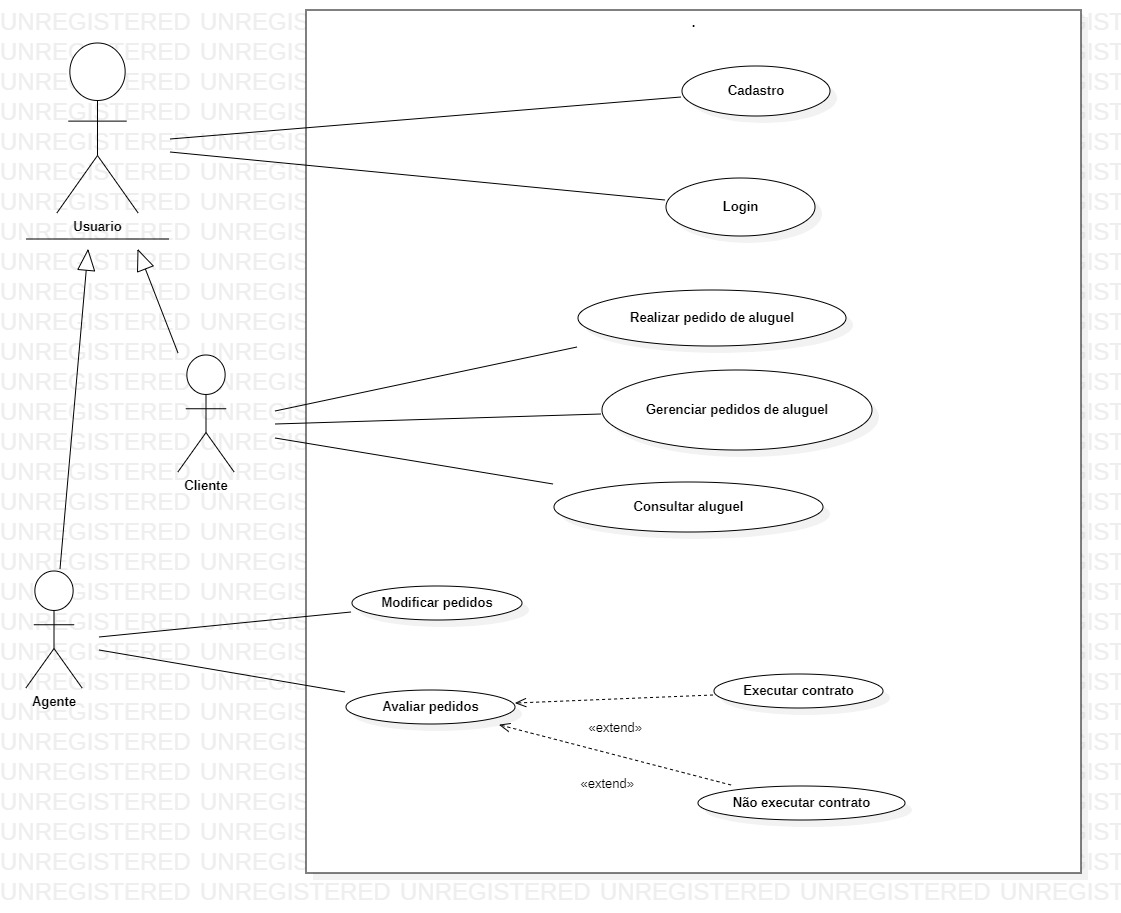 Usuario
Cliente
Agente
.
Cadastro
Login
Realizar pedido de aluguel
Gerenciar pedidos de aluguel
Consultar aluguel
Modificar pedidos
Avaliar pedidos
Executar contrato
«extend»
«extend»
Não executar contrato
UNREGISTERED UNREGISTERED UNREGISTERED UNREGISTERED UNREGISTERED